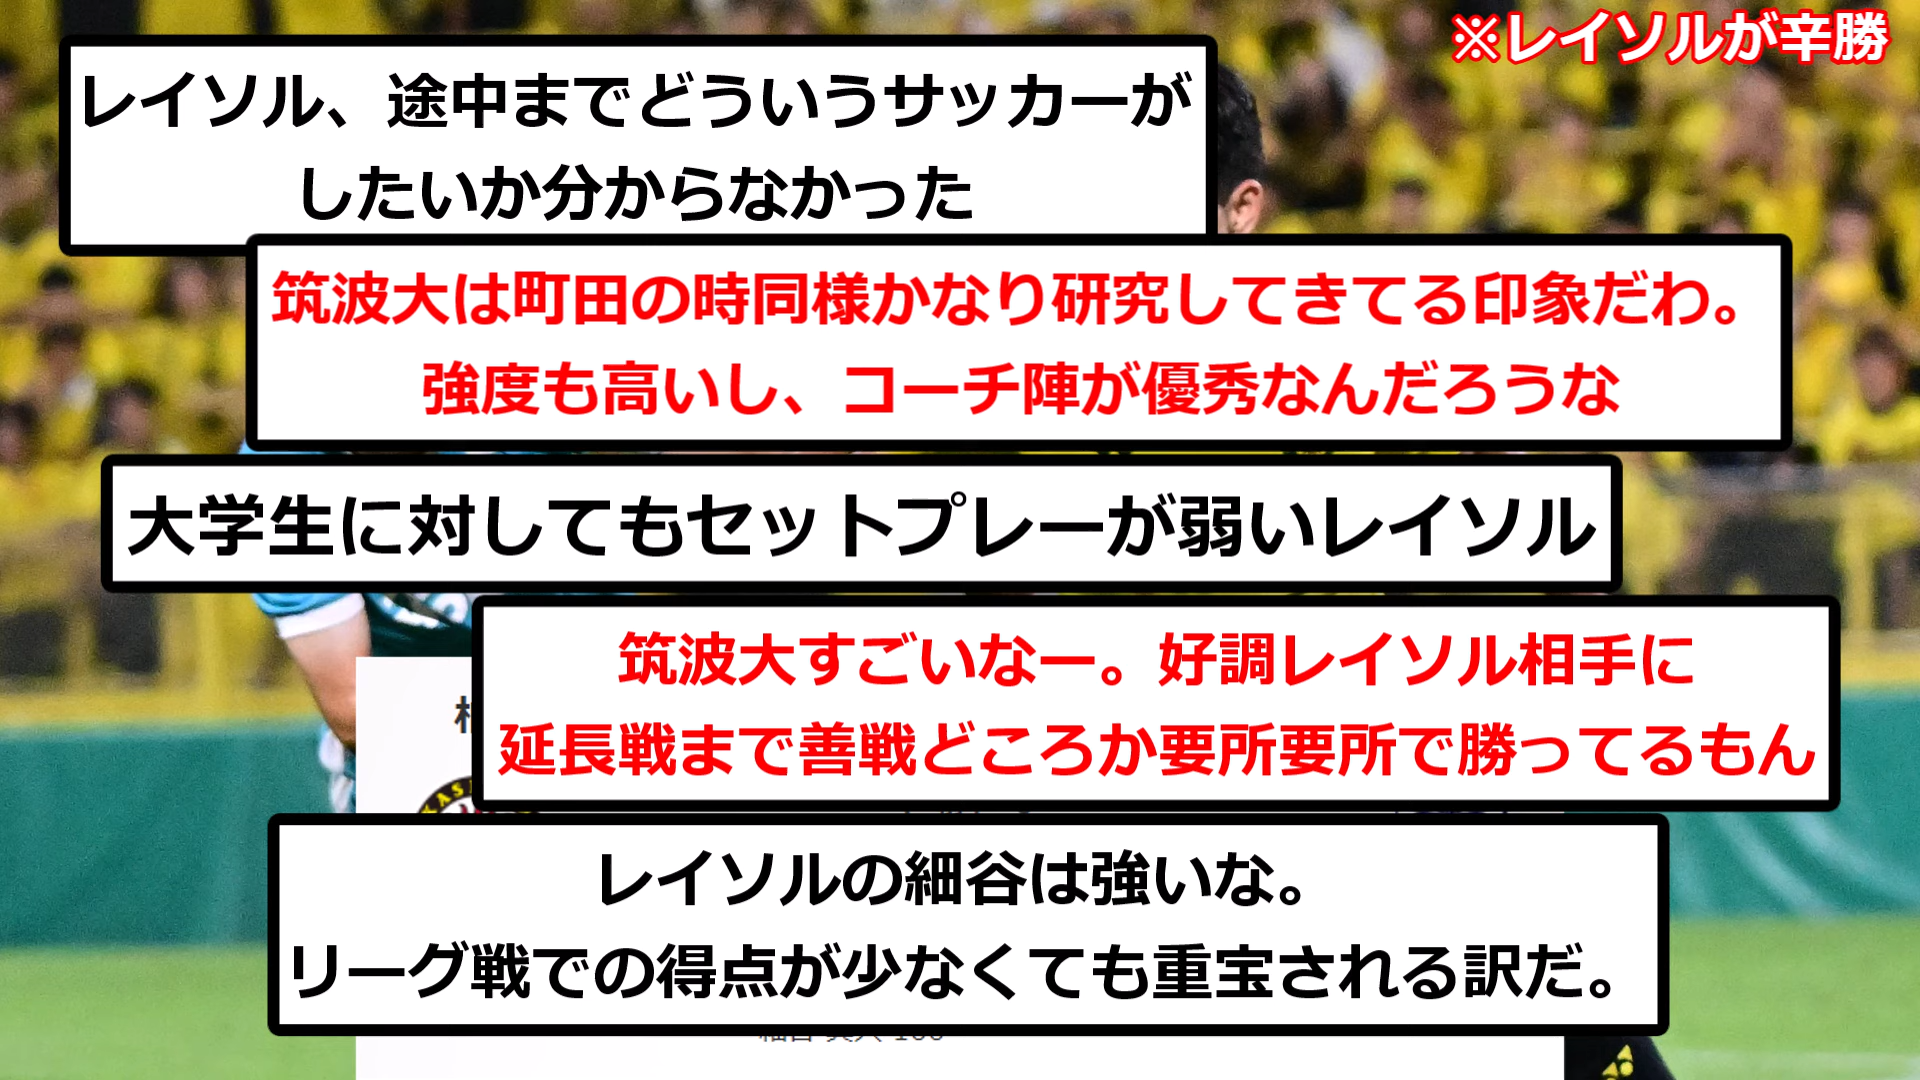 ※レイソルが辛勝
レイソル、途中までどういうサッカーが
したいか分からなかった
筑波大は町田の時同様かなり研究してきてる印象だわ。
強度も高いし、コーチ陣が優秀なんだろうな
大学生に対してもセットプレーが弱いレイソル
筑波大すごいなー。好調レイソル相手に
延長戦まで善戦どころか要所要所で勝ってるもん
レイソルの細谷は強いな。
リーグ戦での得点が少なくても重宝される訳だ。